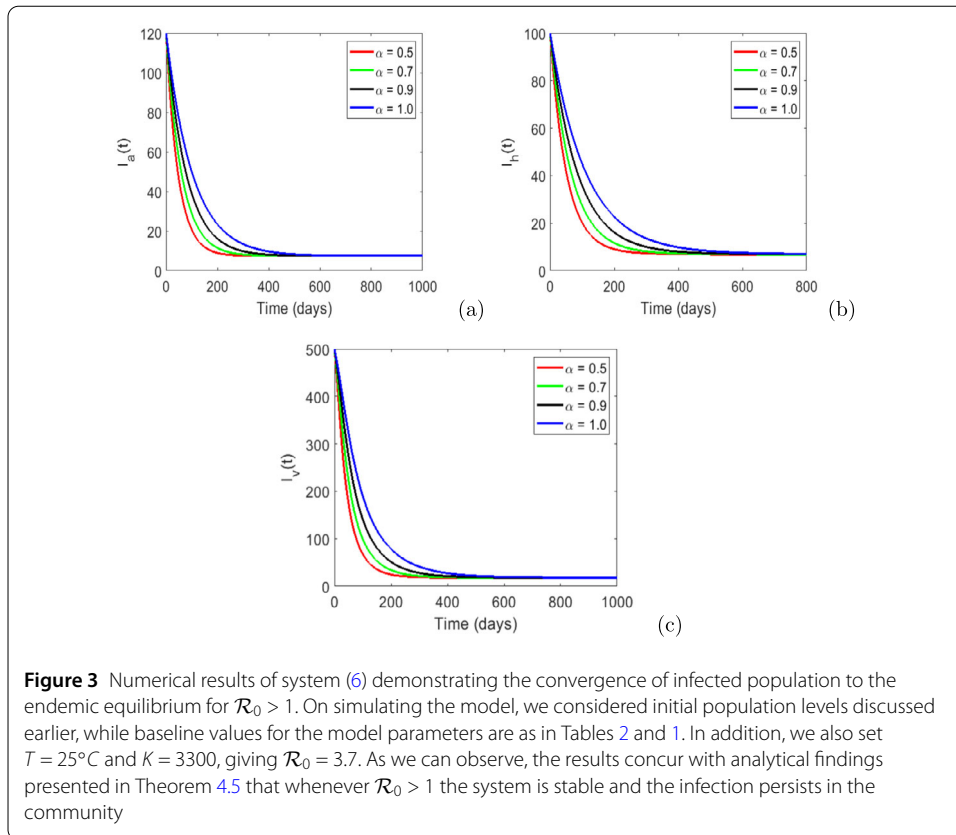 120
100
80
60
40
20
0
I_a(t)
α = 0.5
α = 0.7
α = 0.9
α = 1.0
0 200 400 600 800 1000
Time (days)
(a)
100
80
60
40
20
0
I_h(t)
α = 0.5
α = 0.7
α = 0.9
α = 1.0
0 200 400 600 800
Time (days)
(b)
500
400
300
200
100
0
I_v(t)
α = 0.5
α = 0.7
α = 0.9
α = 1.0
0 200 400 600 800 1000
Time (days)
(c)
Figure 3 Numerical results of system (6) demonstrating the convergence of infected population to the
endemic equilibrium for R₀ > 1. On simulating the model, we considered initial population levels discussed
earlier, while baseline values for the model parameters are as in Tables 2 and 1. In addition, we also set
T = 25°C and K = 3300, giving R₀ = 3.7. As we can observe, the results concur with analytical findings
presented in Theorem 4.5 that whenever R₀ > 1 the system is stable and the infection persists in the
community